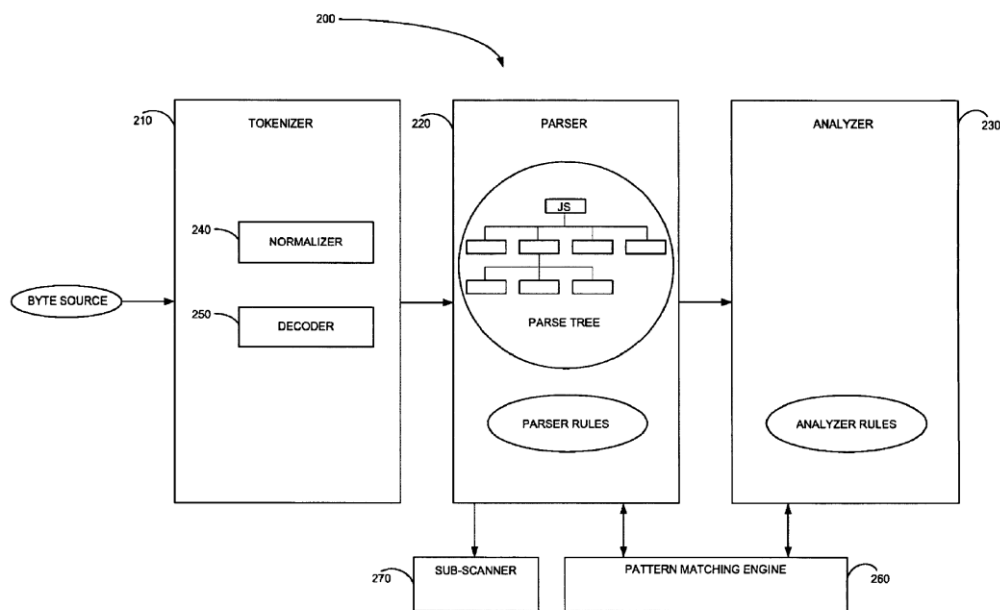 200
210
TOKENIZER
220
PARSER
ANALYZER
230
JS
240
NORMALIZER
BYTE SOURCE
250
DECODER
PARSE TREE
PARSER RULES
ANALYZER RULES
270
SUB-SCANNER
PATTERN MATCHING ENGINE
260